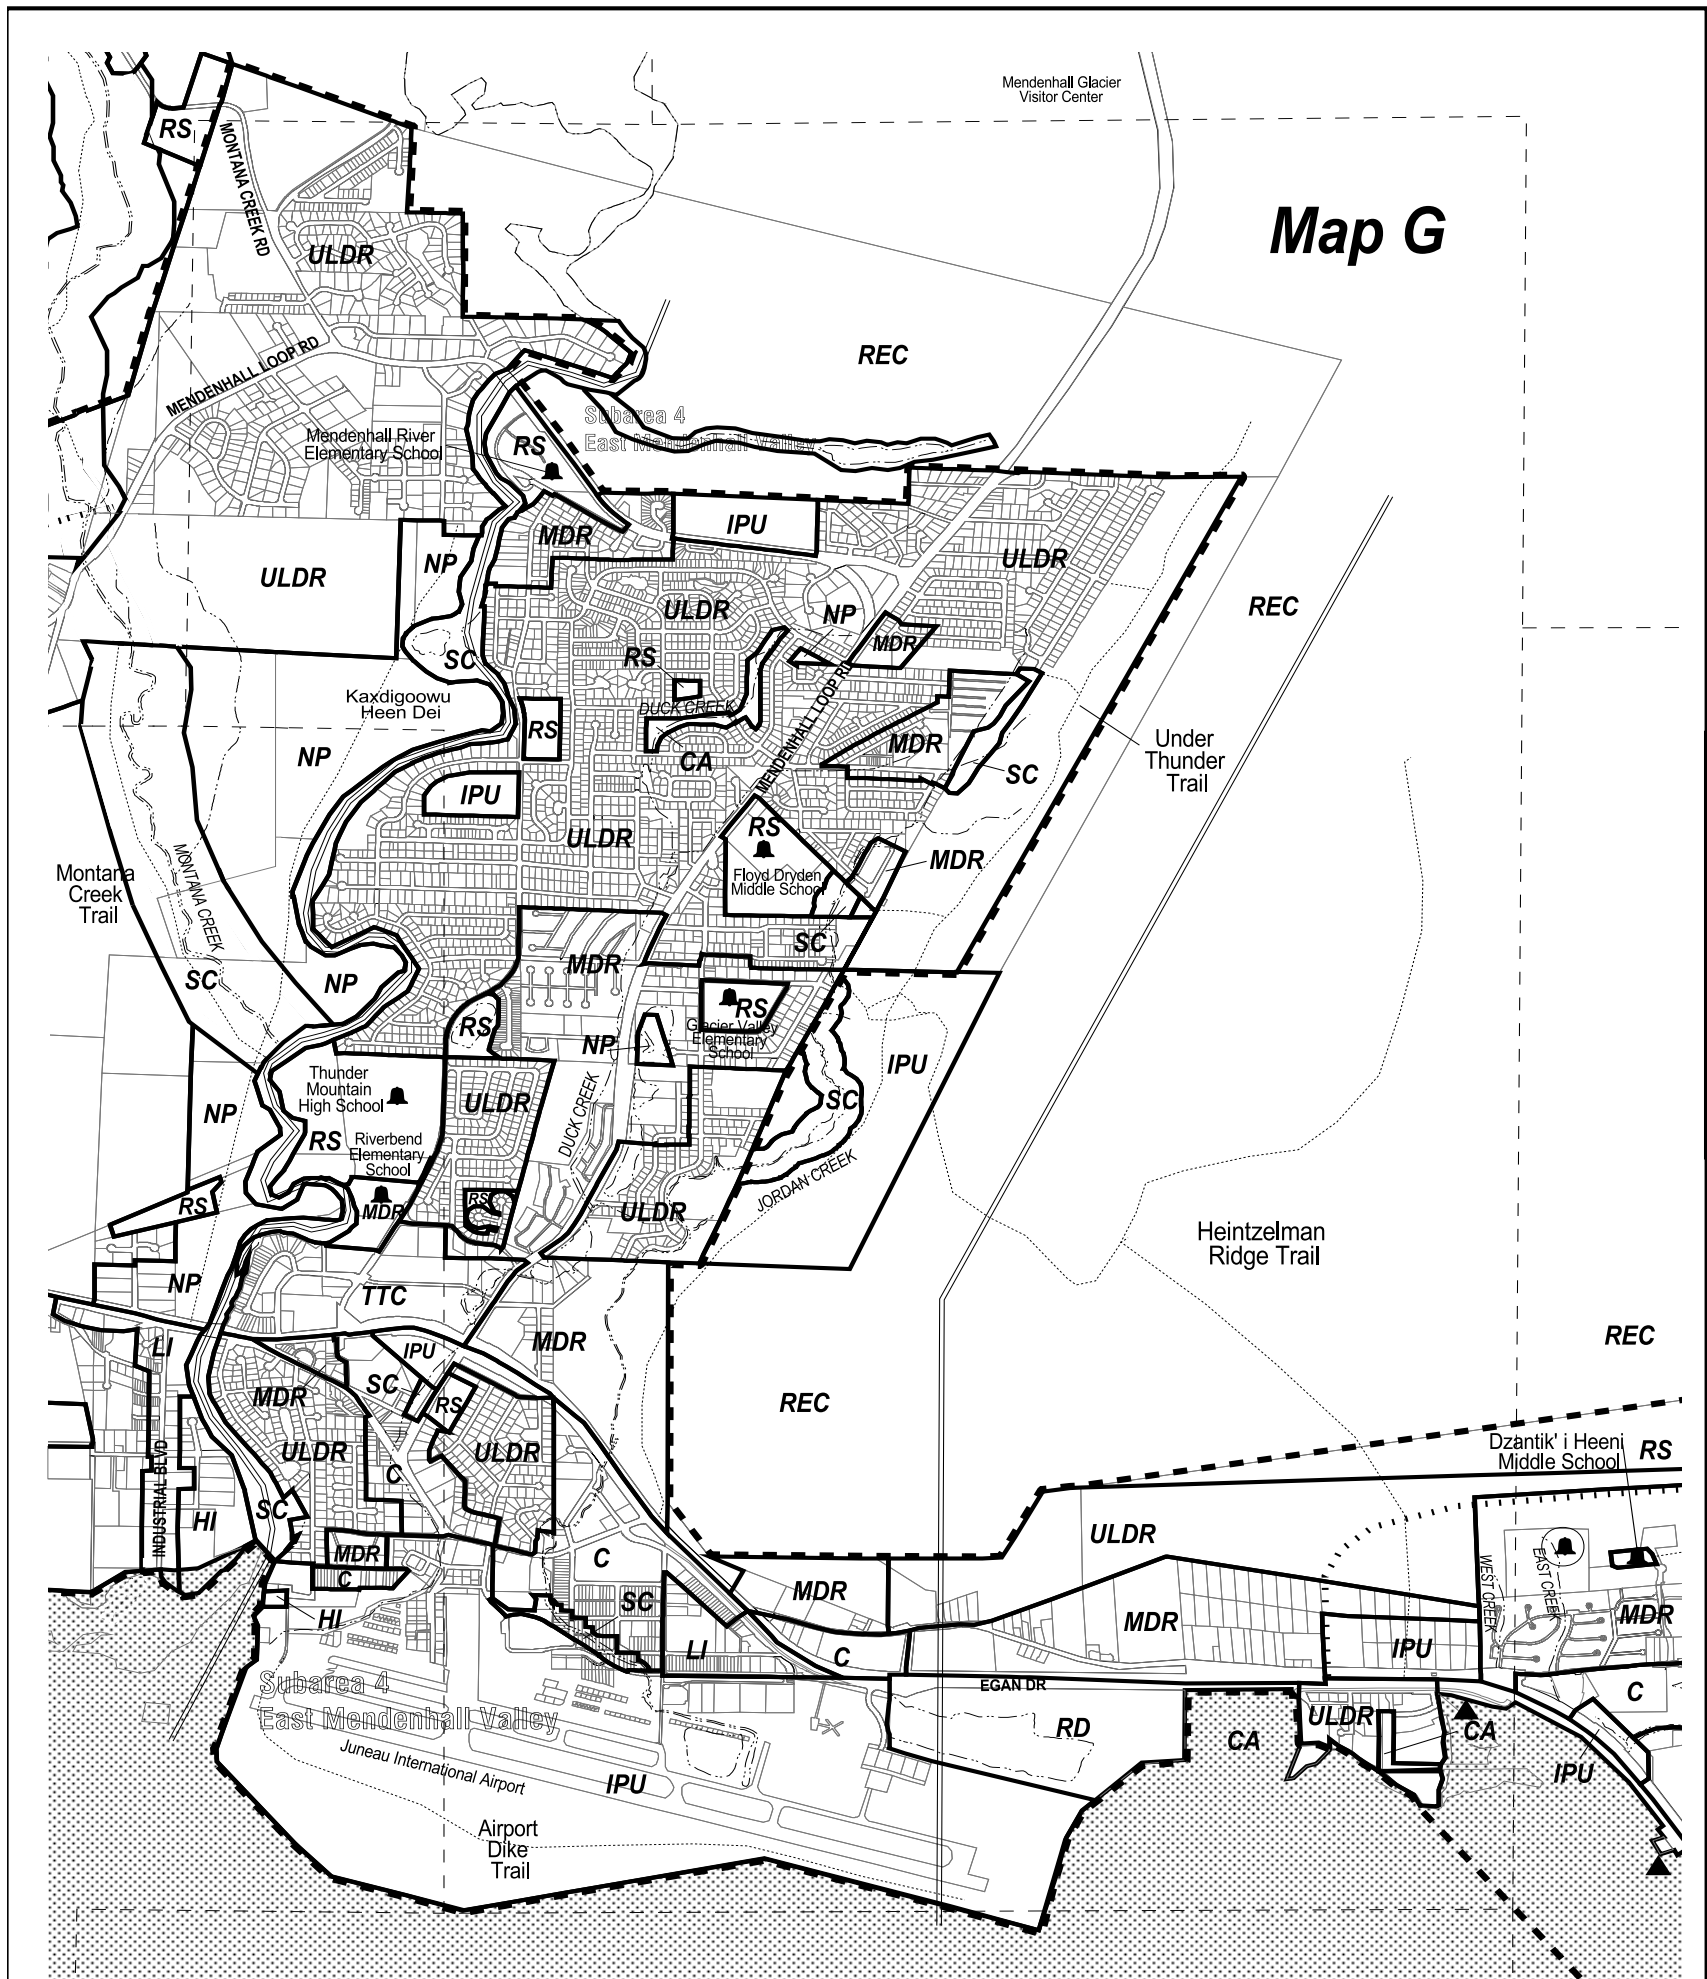 Mendenhall Glacier
Visitor Center
RS
MONTANA CREEK RD
Map G
ULDR
REC
MENDENHALL LOOP RD
Subarea 4
East Mendenhall Valley
Mendenhall River
Elementary School
RS
IPU
MDR
ULDR
NP
ULDR
REC
ULDR
NP
MDR
RS
SC
Kaxdigoowu
Heen Dei
DUCK CREEK
MENDENHALL LOOP RD
RS
MDR
Under
Thunder
Trail
NP
CA
SC
IPU
RS
ULDR
MONTANA CREEK
MDR
Montana
Creek
Trail
Floyd Dryden
Middle School
SC
MDR
SC
NP
RS
RS
Glacier Valley
Elementary
School
NP
IPU
Thunder
Mountain
High School
ULDR
SC
NP
DUCK CREEK
RS
Riverbend
Elementary
School
JORDAN CREEK
RS
RS
MDR
ULDR
Heintzelman
Ridge Trail
NP
TTC
MDR
REC
LI
IPU
SC
MDR
RS
REC
Dzantik' i Heeni
Middle School
RS
ULDR
ULDR
C
INDUSTRIAL BLVD
SC
HI
ULDR
MDR
C
C
WEST CREEK
EAST CREEK
MDR
SC
MDR
MDR
HI
LI
C
IPU
EGAN DR
Subarea 4
East Mendenhall Valley
C
RD
ULDR
CA
CA
Juneau International Airport
IPU
IPU
Airport
Dike
Trail